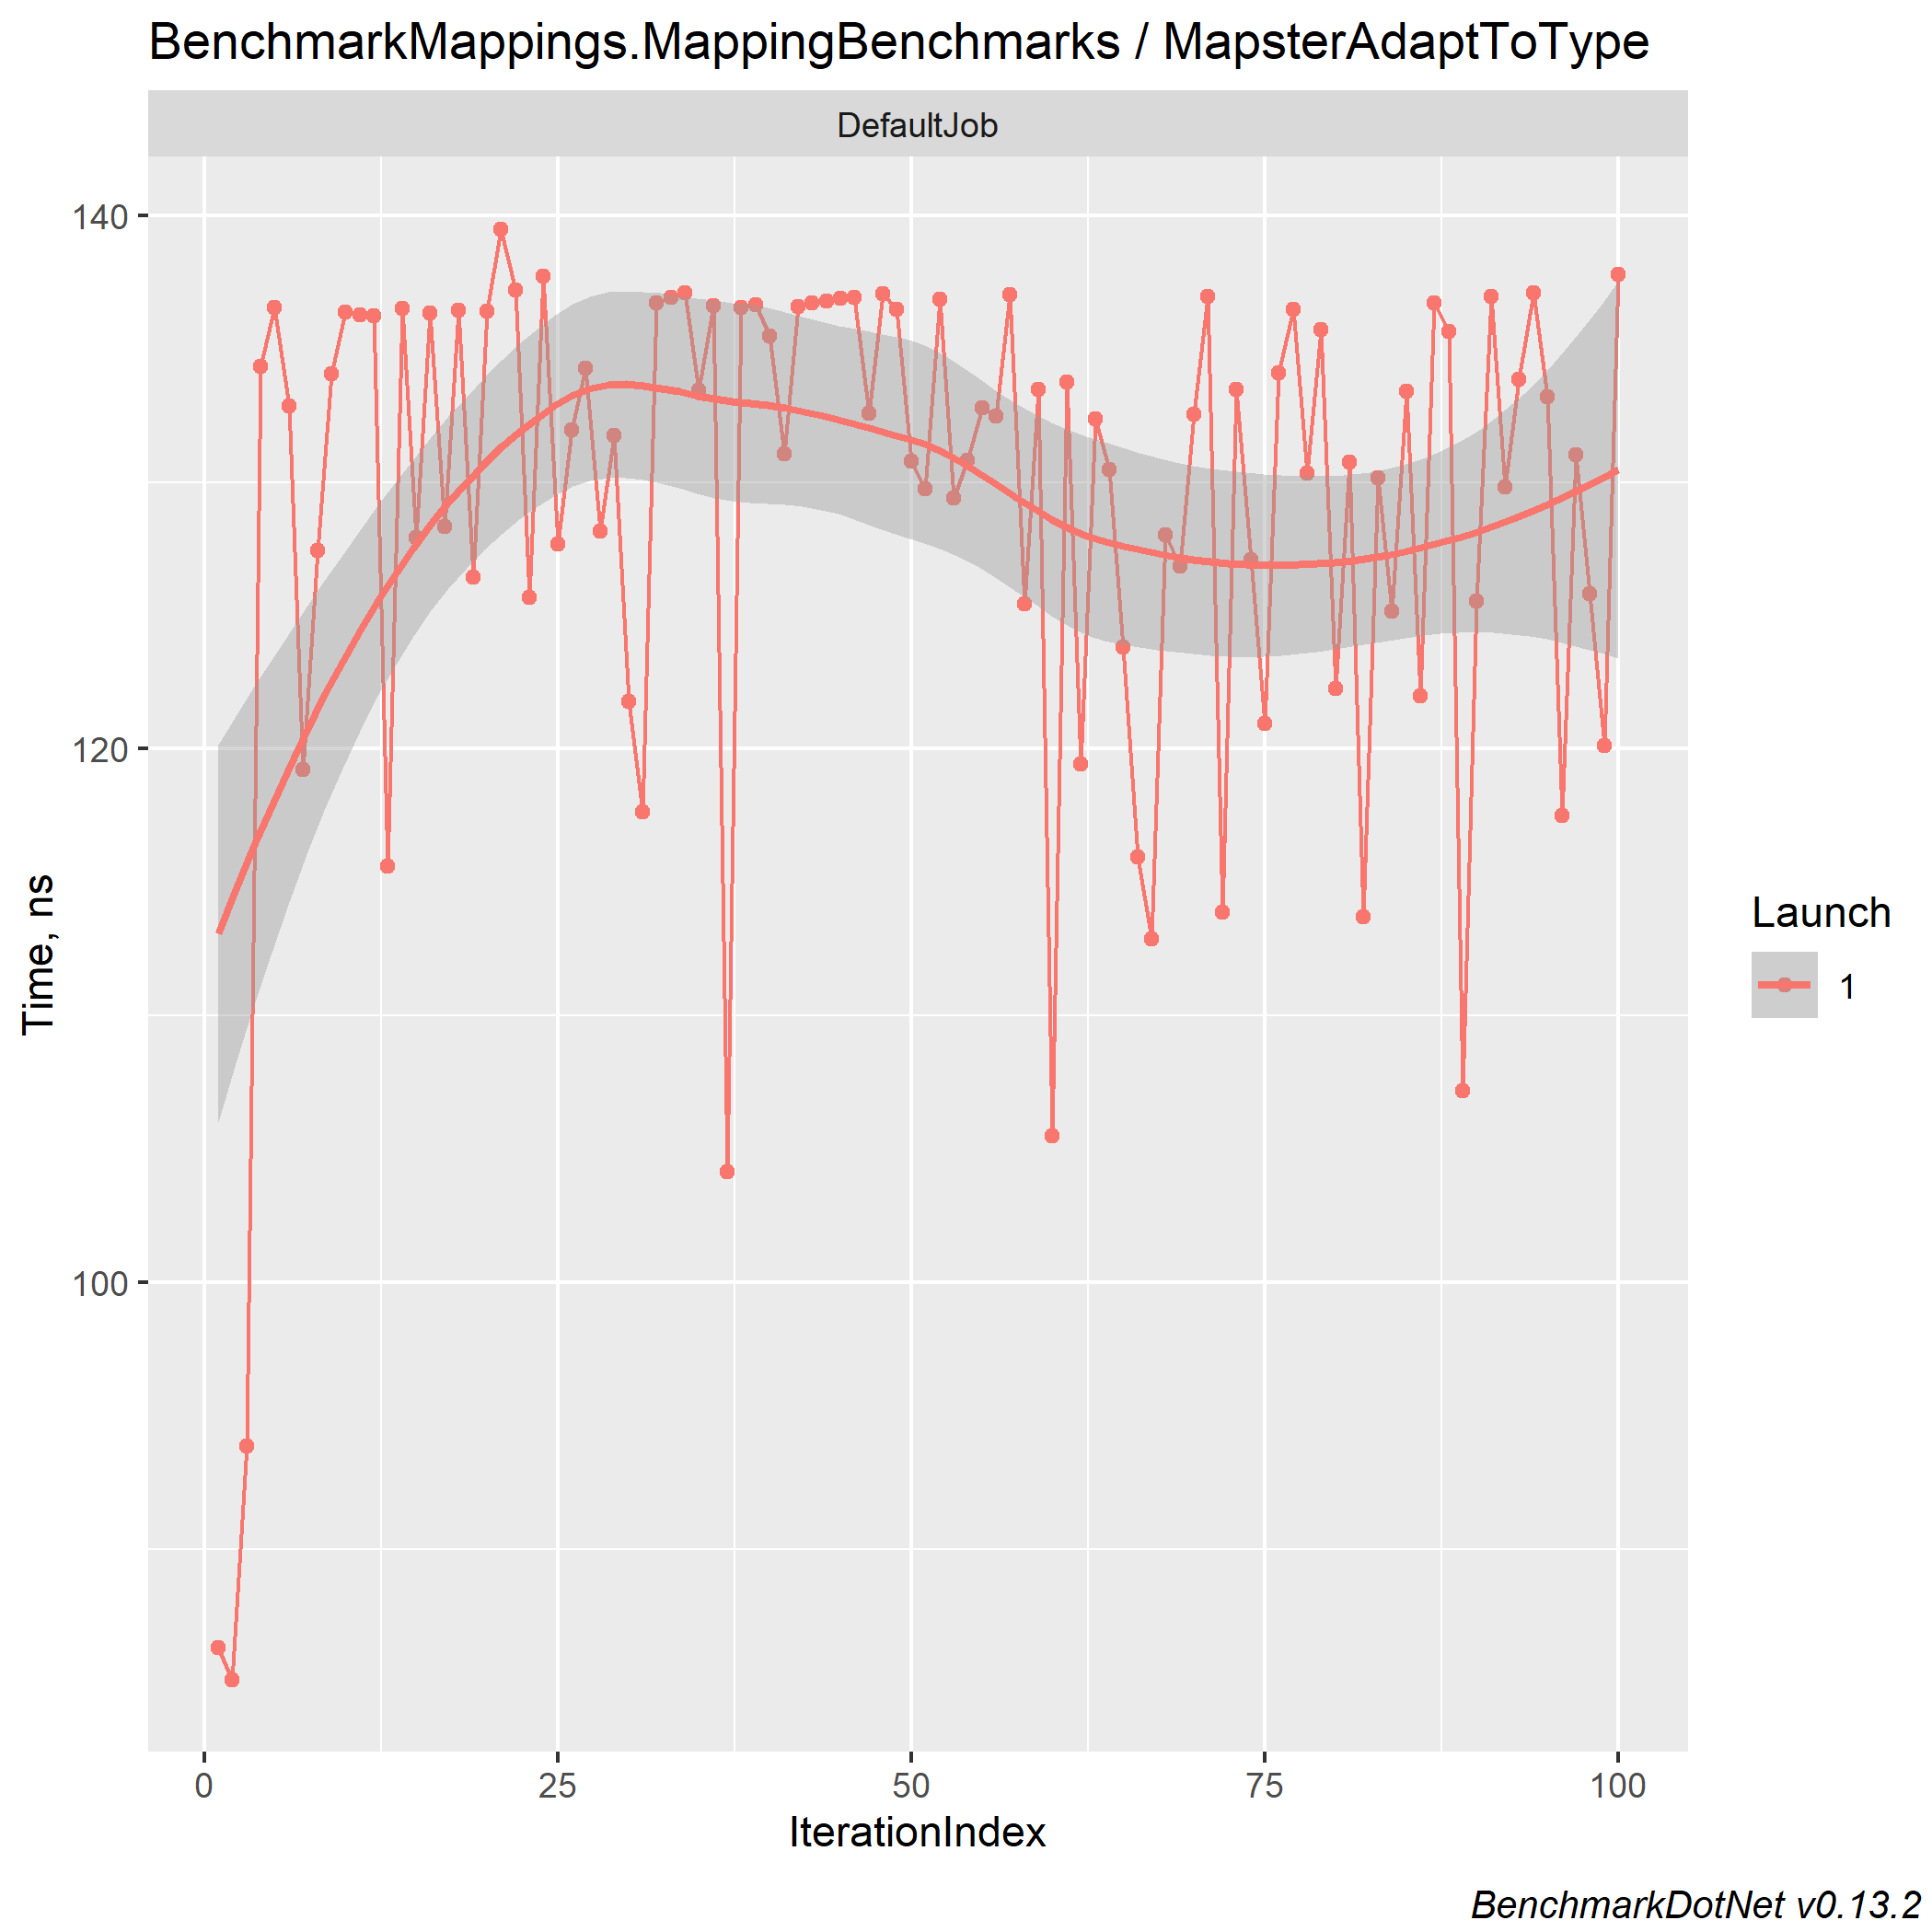 BenchmarkMappings.MappingBenchmarks / MapsterAdaptToType
DefaultJob
140
120
100
Time, ns
0 25 50 75 100
IterationIndex
Launch
1
BenchmarkDotNet v0.13.2